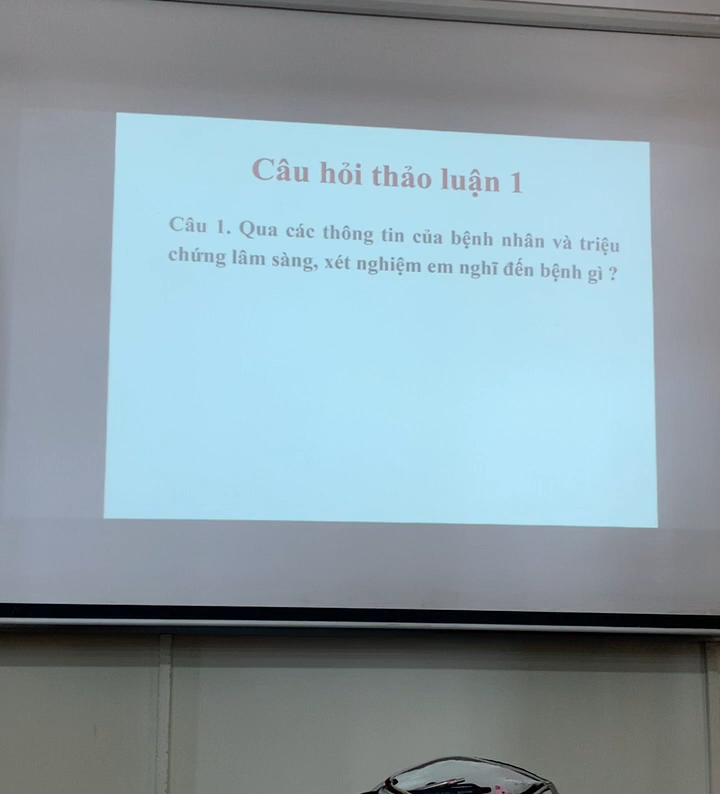 Câu hỏi thảo luận 1
Câu 1. Qua các thông tin của bệnh nhân và triệu
chứng lâm sàng, xét nghiệm em nghĩ đến bệnh gì ?